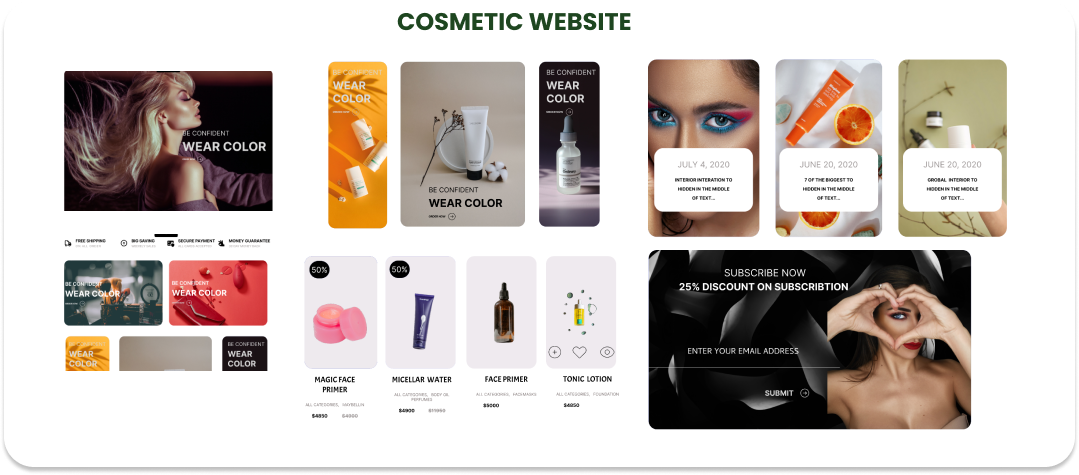 COSMETIC WEBSITE
BE CONFIDENT
WEAR COLOR
FREE SHIPPING
BIG SAVING
SECURE PAYMENT
MONEY GUARANTEE
BE CONFIDENT
WEAR COLOR
BE CONFIDENT
WEAR COLOR
BE CONFIDENT
WEAR
COLOR
BE CONFIDENT
WEAR
COLOR
BE CONFIDENT
WEAR
COLOR
BE CONFIDENT
WEAR COLOR
ORDER NOW
BE CONFIDENT
WEAR
COLOR
50%
50%
MAGIC FACE
PRIMER
ALL CATEGORIES, MAYBELLIN
$4850
MICELLAR WATER
ALL CATEGORIES, BODY OIL
PERFUMES
$4900
FACE PRIMER
ALL CATEGORIES, FACEMASKS
$5000
TONIC LOTION
ALL CATEGORIES, FOUNDATION
$4850
JULY 4, 2020
INTERIOR INTERATION TO
HIDDEN IN THE MIDDLE
OF TEXT...
JUNE 20, 2020
7 OF THE BIGGEST TO
HIDDEN IN THE MIDDLE
OF TEXT...
JUNE 20, 2020
GROBAL INTERIOR TO
HIDDEN IN THE MIDDLE
OF TEXT...
SUBSCRIBE NOW
25% DISCOUNT ON SUBSCRIBTION
ENTER YOUR EMAIL ADDRESS
SUBMIT